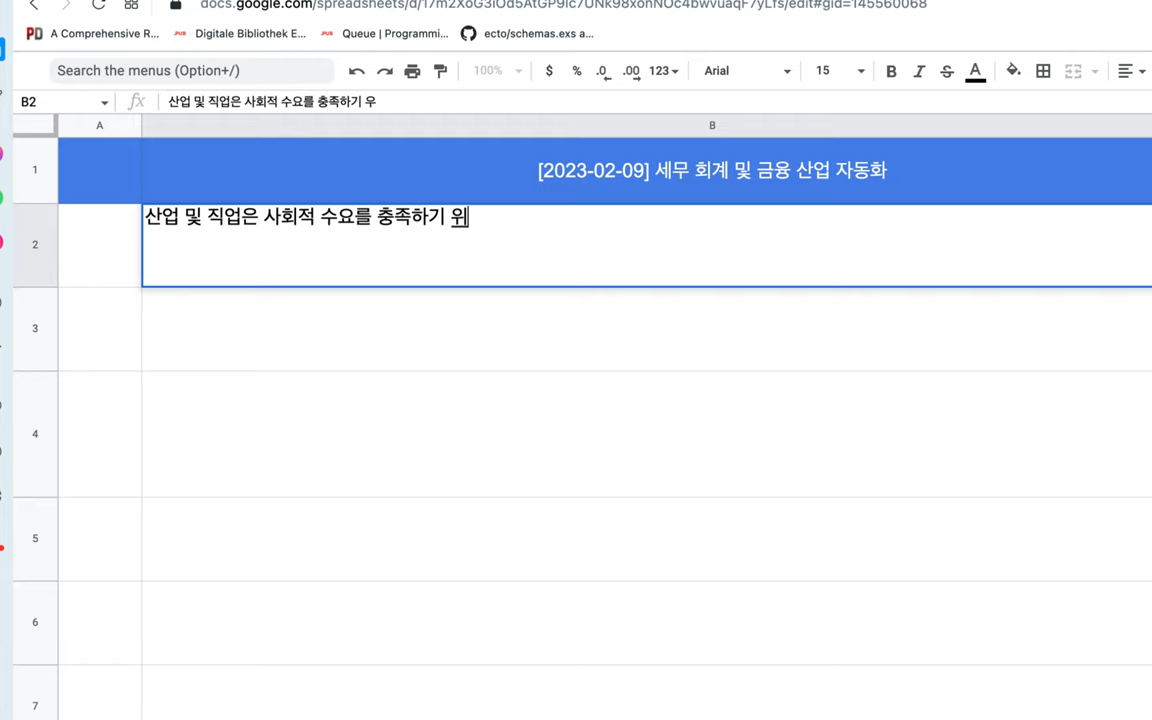 docs.google.com/spreadsheets/d/17m2XoG3iOd5AtGP9Ic7UNk98xonNOc4bwvuaqF7yLfs/edit#gid=145560068
PD A Comprehensive R... PUB Digitale Bibliothek E... PUB Queue | Programmi... ecto/schemas.exs a...
Search the menus (Option+/) 100% $ % .0 .00 123 Arial 15 B I S A
B2 fx 산업 및 직업은 사회적 수요를 충족하기 우
A B
1 [2023-02-09] 세무 회계 및 금융 산업 자동화
2 산업 및 직업은 사회적 수요를 충족하기 위
3
4
5
6
7